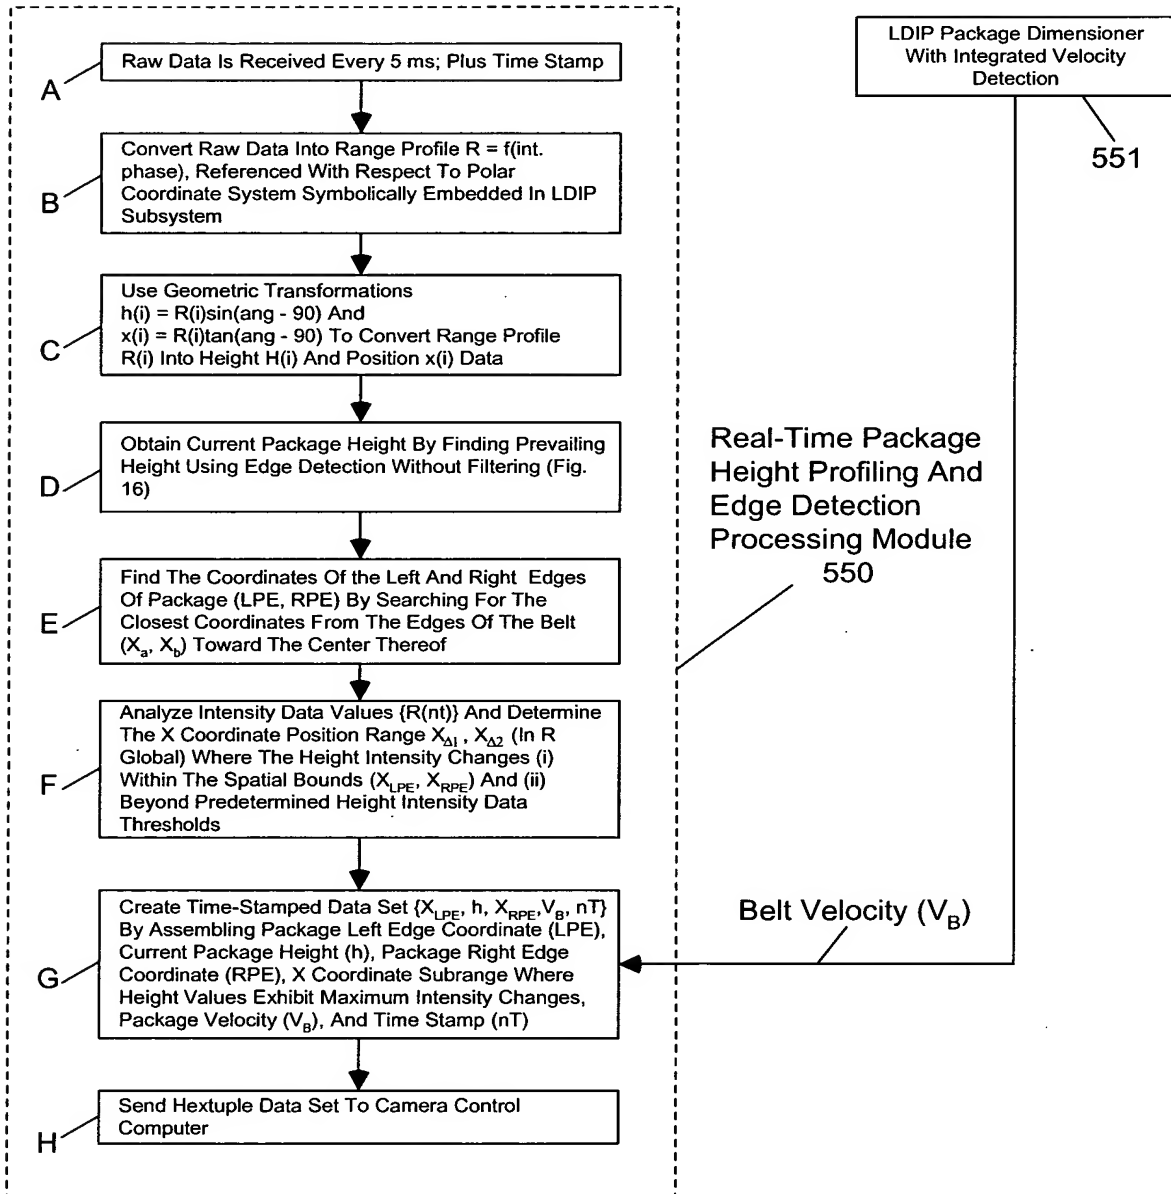 A
Raw Data Is Received Every 5 ms; Plus Time Stamp
B
Convert Raw Data Into Range Profile R = f(int.
phase), Referenced With Respect To Polar
Coordinate System Symbolically Embedded In LDIP
Subsystem
C
Use Geometric Transformations
h(i) = R(i)sin(ang - 90) And
x(i) = R(i)tan(ang - 90) To Convert Range Profile
R(i) Into Height H(i) And Position x(i) Data
D
Obtain Current Package Height By Finding Prevailing
Height Using Edge Detection Without Filtering (Fig.
16)
E
Find The Coordinates Of the Left And Right Edges
Of Package (LPE, RPE) By Searching For The
Closest Coordinates From The Edges Of The Belt
(Xa, Xb) Toward The Center Thereof
F
Analyze Intensity Data Values {R(nt)} And Determine
The X Coordinate Position Range XΔ1 , XΔ2 (In R
Global) Where The Height Intensity Changes (i)
Within The Spatial Bounds (XLPE, XRPE) And (ii)
Beyond Predetermined Height Intensity Data
Thresholds
G
Create Time-Stamped Data Set {XLPE, h, XRPE,VB, nT}
By Assembling Package Left Edge Coordinate (LPE),
Current Package Height (h), Package Right Edge
Coordinate (RPE), X Coordinate Subrange Where
Height Values Exhibit Maximum Intensity Changes,
Package Velocity (VB), And Time Stamp (nT)
H
Send Hextuple Data Set To Camera Control
Computer
LDIP Package Dimensioner
With Integrated Velocity
Detection
551
Real-Time Package
Height Profiling And
Edge Detection
Processing Module
550
Belt Velocity (VB)